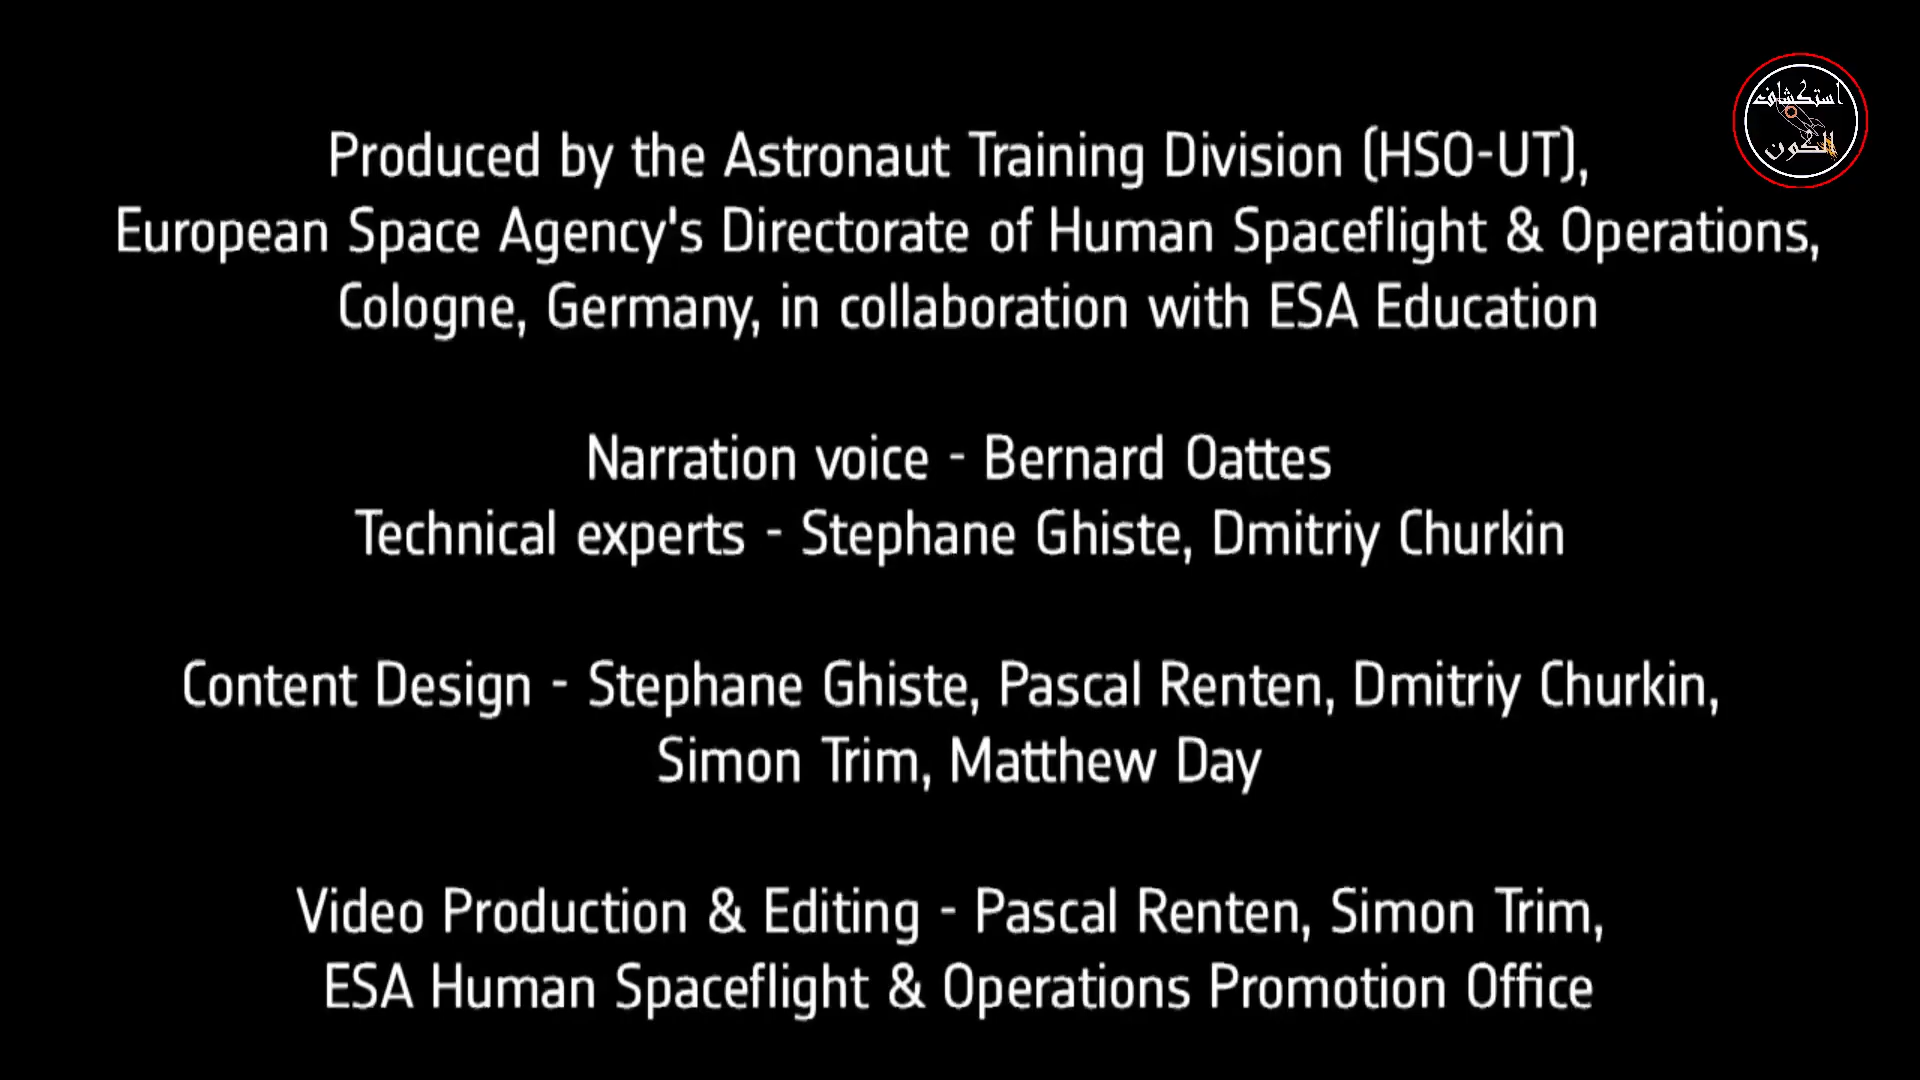 استكشاف
الكون
Produced by the Astronaut Training Division (HSO-UT),
European Space Agency's Directorate of Human Spaceflight & Operations,
Cologne, Germany, in collaboration with ESA Education
Narration voice - Bernard Oattes
Technical experts - Stephane Ghiste, Dmitriy Churkin
Content Design - Stephane Ghiste, Pascal Renten, Dmitriy Churkin,
Simon Trim, Matthew Day
Video Production & Editing - Pascal Renten, Simon Trim,
ESA Human Spaceflight & Operations Promotion Office